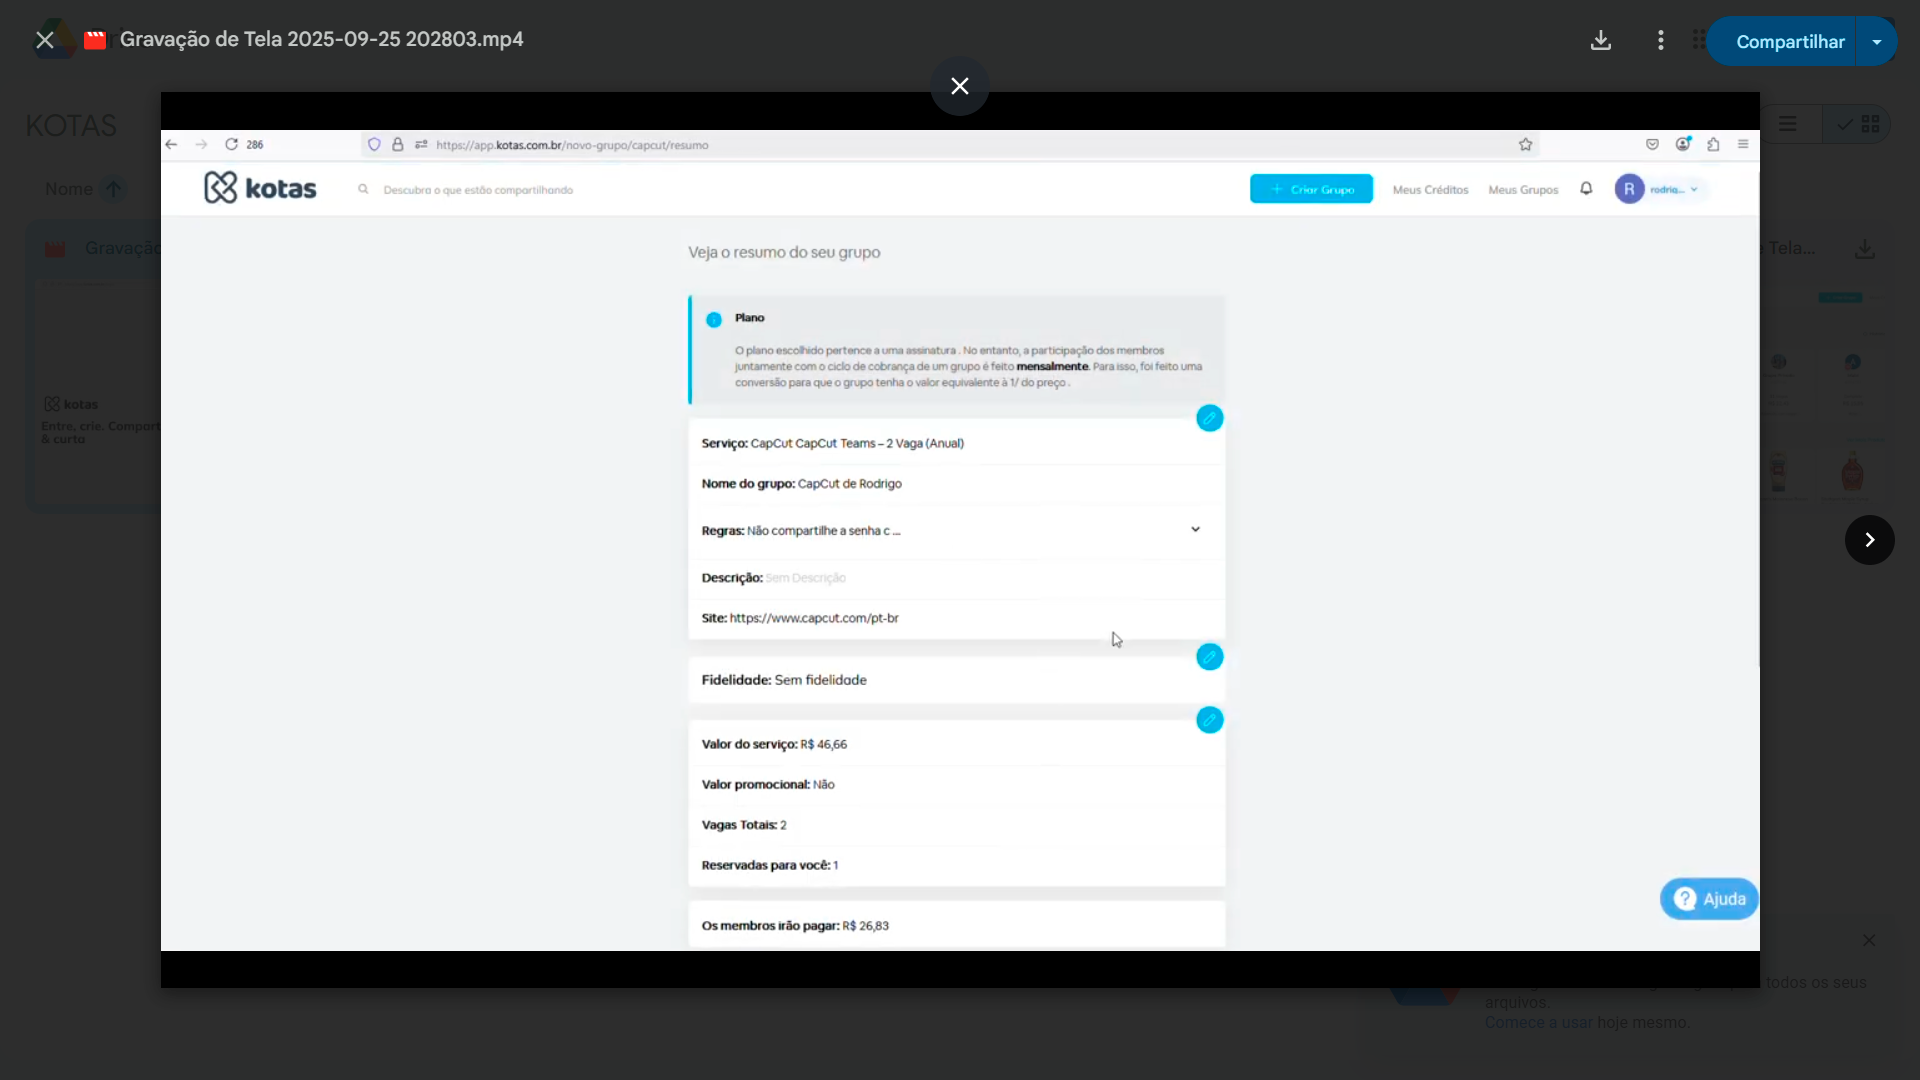 Gravação de Tela 2025-09-25 202803.mp4
Compartilhar
KOTAS
Nome
Gravação
Tela...
kotas
Entre, crie. Compart
& curta
286
https://app.kotas.com.br/novo-grupo/capcut/resumo
kotas
Descubra o que estão compartilhando
+ Criar Grupo
Meus Créditos
Meus Grupos
R
rodrig...
Veja o resumo do seu grupo
Plano
O plano escolhido pertence a uma assinatura . No entanto, a participação dos membros
juntamente com o ciclo de cobrança de um grupo é feito mensalmente. Para isso, foi feito uma
conversão para que o grupo tenha o valor equivalente à 1/ do preço .
Serviço: CapCut CapCut Teams – 2 Vaga (Anual)
Nome do grupo: CapCut de Rodrigo
Regras: Não compartilhe a senha c ...
Descrição: Sem Descrição
Site: https://www.capcut.com/pt-br
Fidelidade: Sem fidelidade
Valor do serviço: R$ 46,66
Valor promocional: Não
Vagas Totais: 2
Reservadas para você: 1
Os membros irão pagar: R$ 26,83
Ajuda
todos os seus
arquivos.
Comece a usar hoje mesmo.